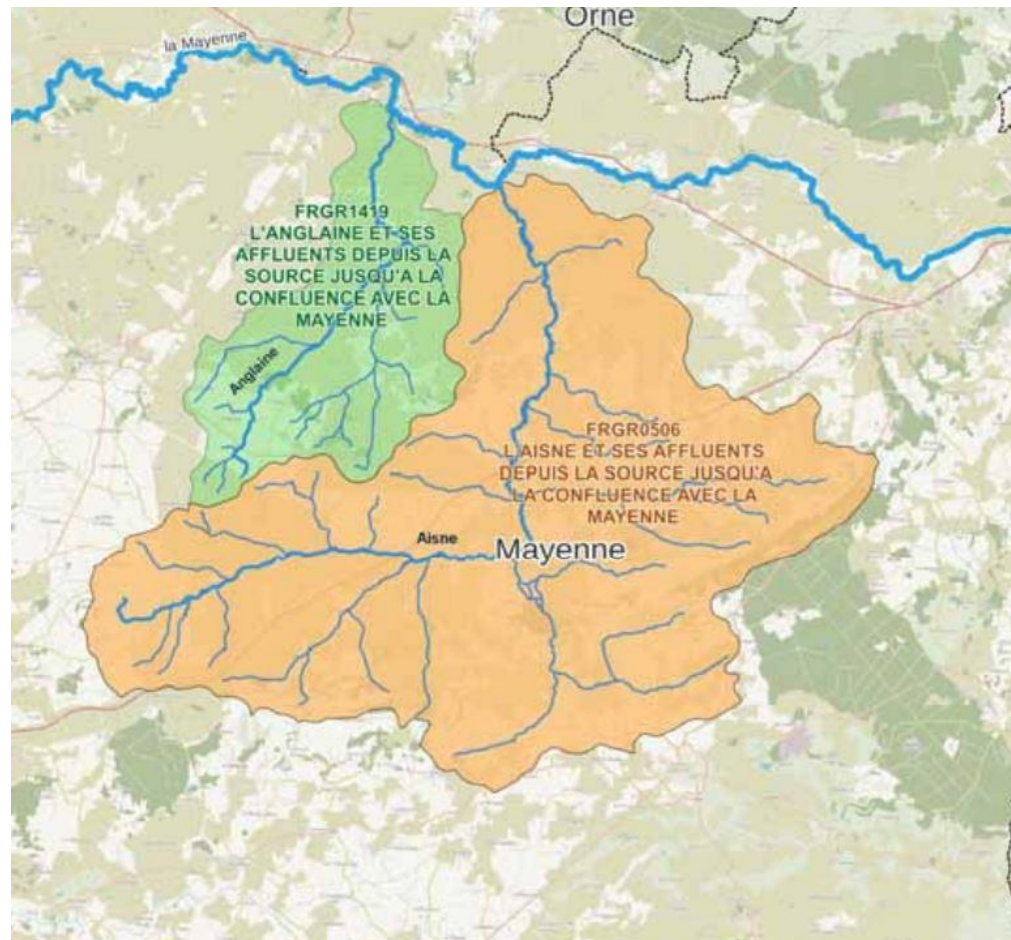 Orne
la Mayenne
FRGR1419
L'ANGLAINE ET SES
AFFLUENTS DEPUIS LA
SOURCE JUSQU'A LA
CONFLUENCE AVEC LA
MAYENNE
Anglaine
FRGR0506
L'AISNE ET SES AFFLUENTS
DEPUIS LA SOURCE JUSQU'A
LA CONFLUENCE AVEC LA
MAYENNE
Aisne
Mayenne